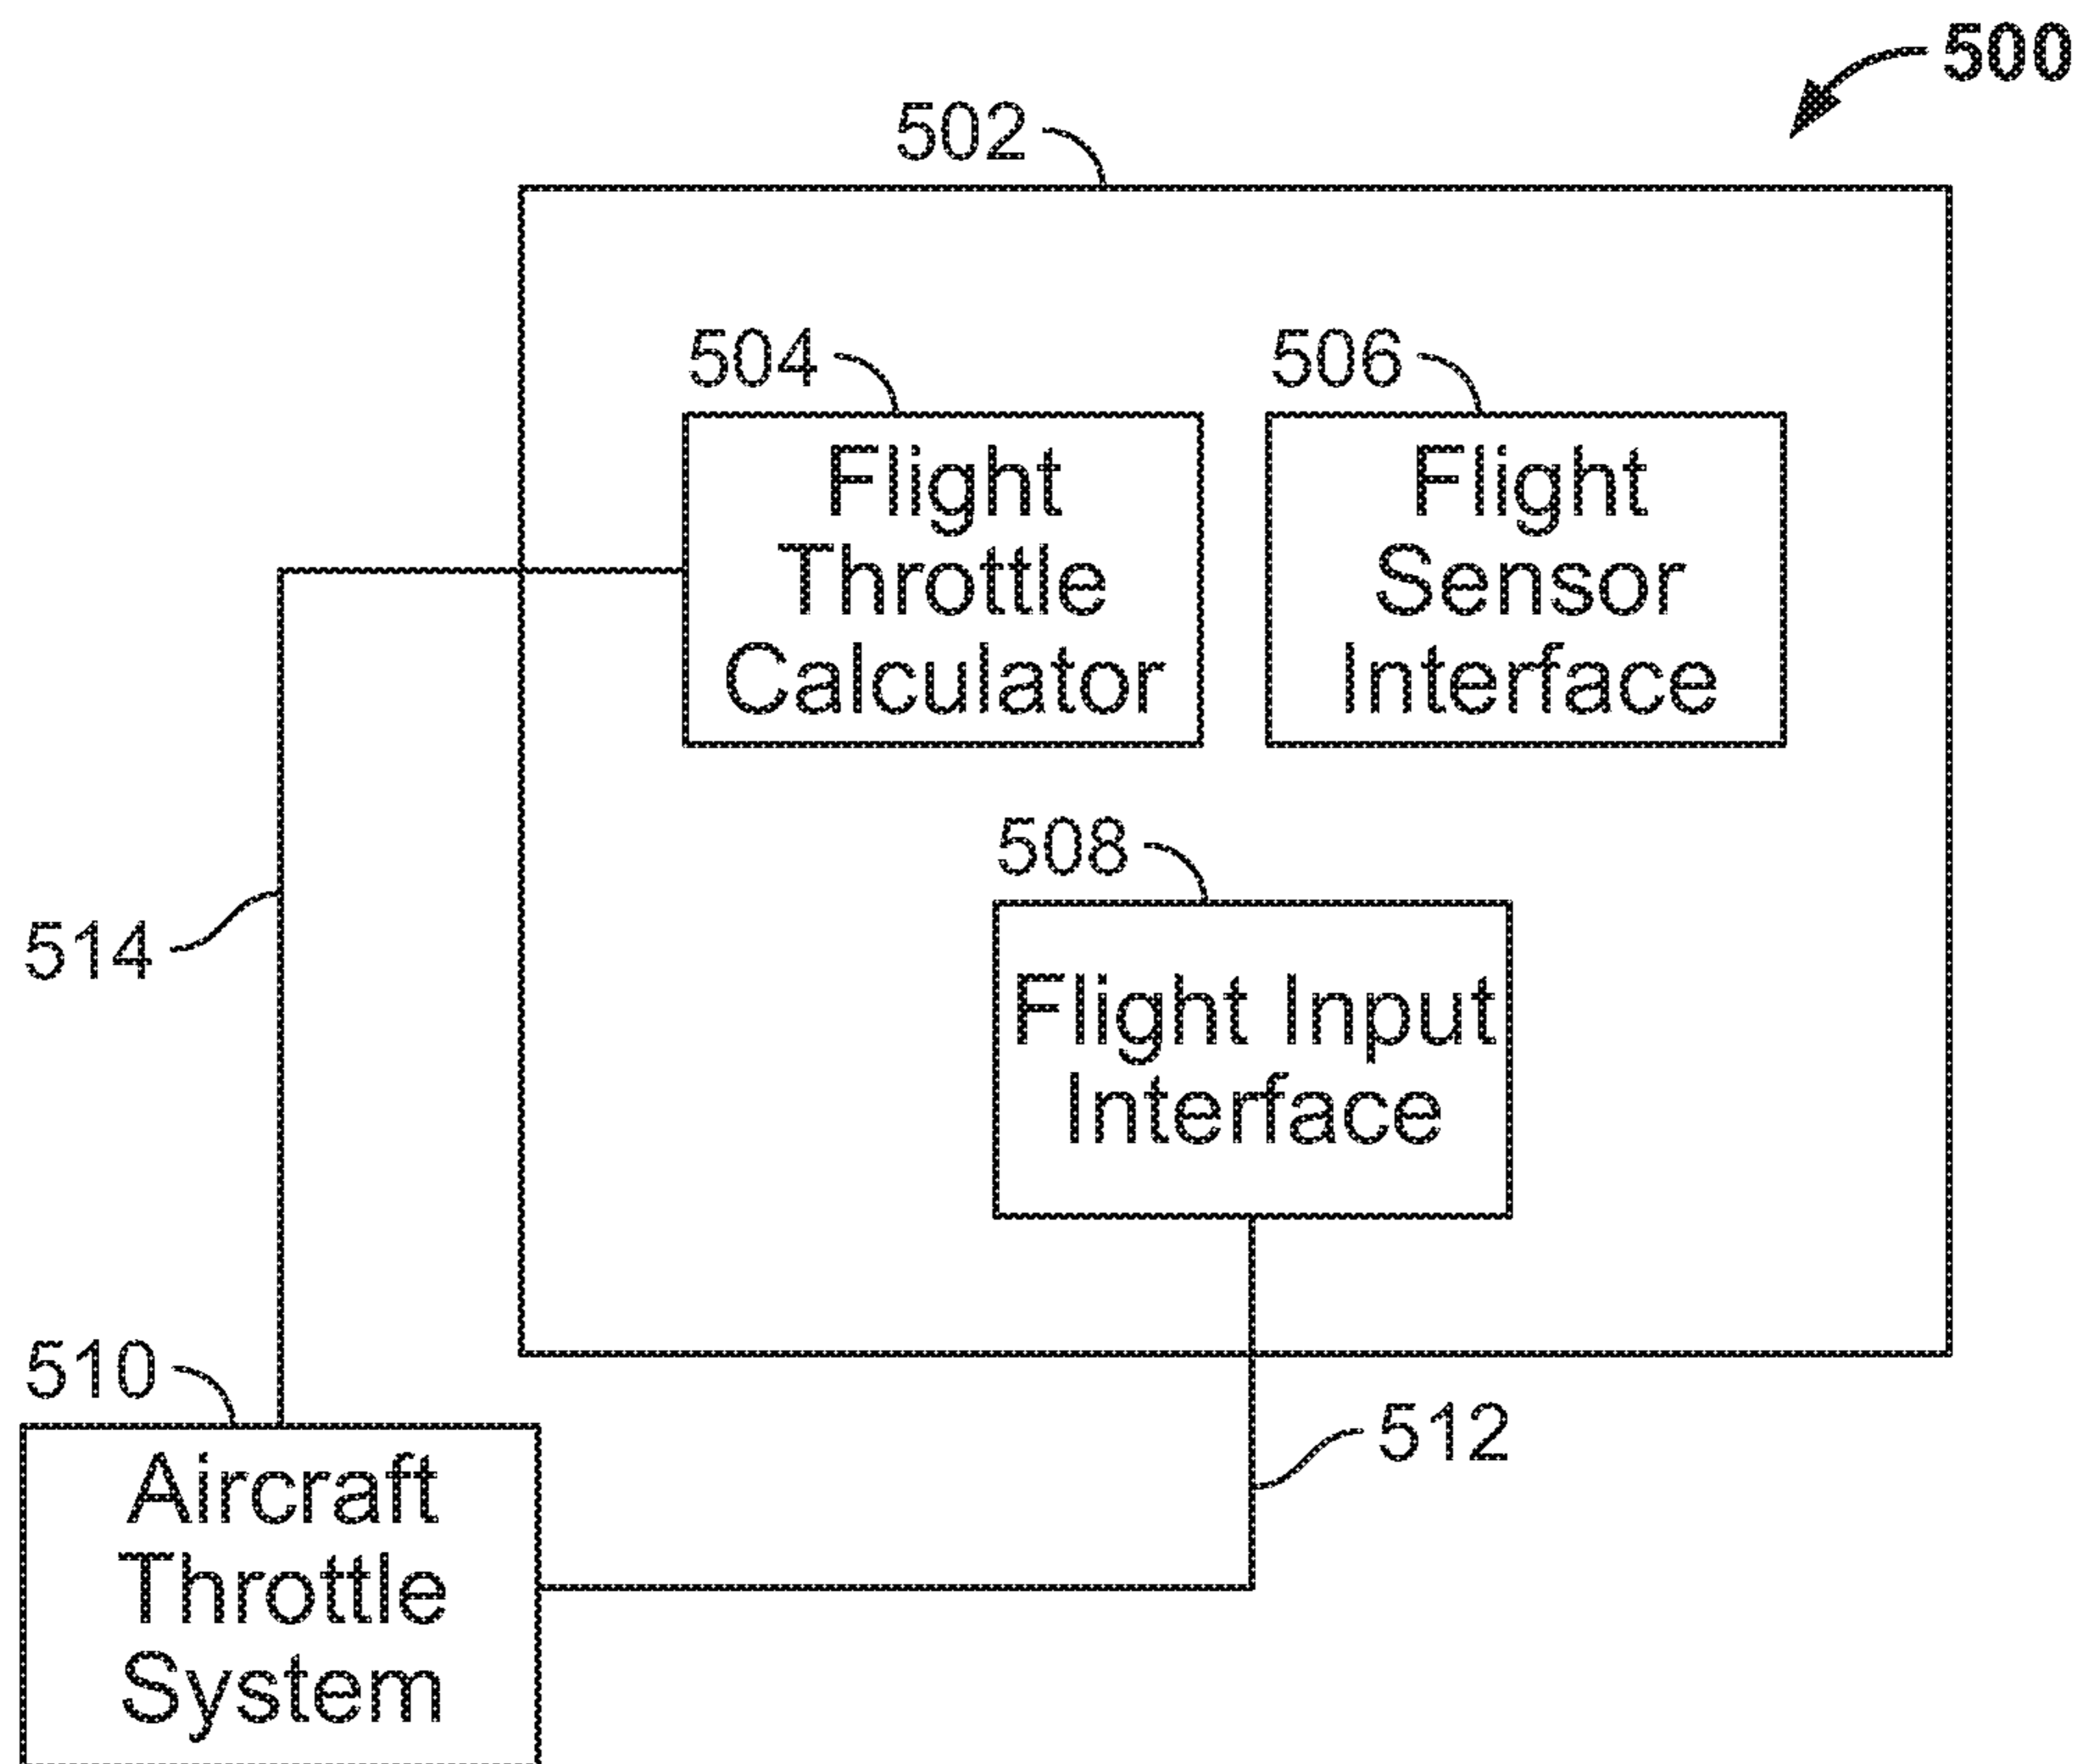 500
502
504
506
Flight
Throttle
Calculator
Flight
Sensor
Interface
508
Flight Input
Interface
514
510
512
Aircraft
Throttle
System